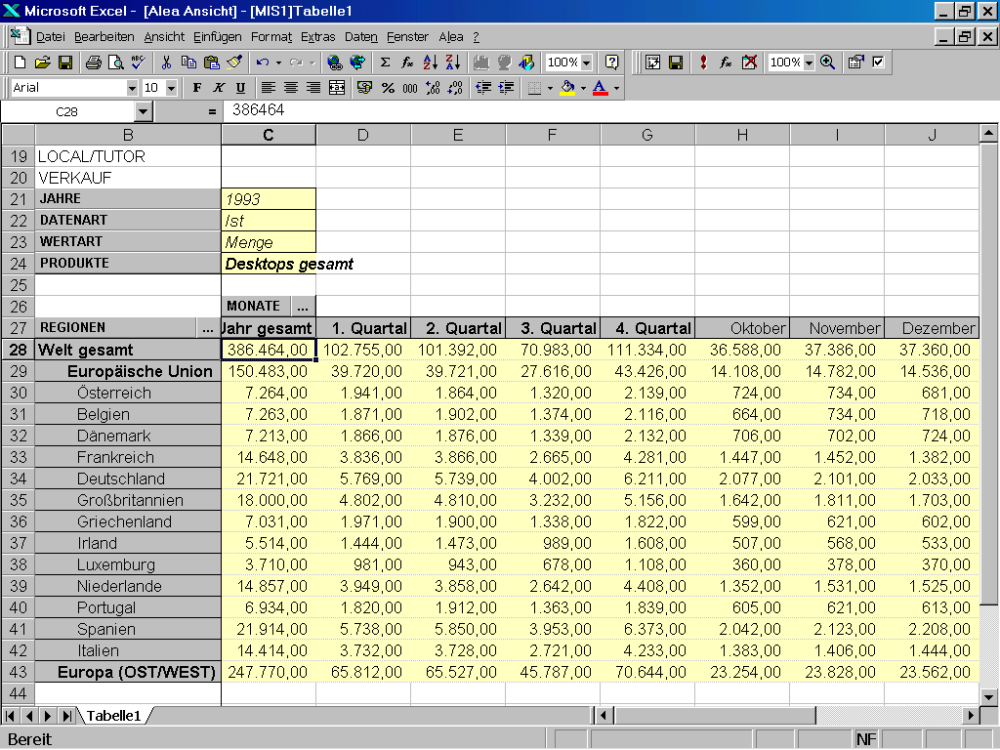 Microsoft Excel - [Alea Ansicht] - [MIS1]Tabelle1
Datei Bearbeiten Ansicht Einfügen Format Extras Daten Fenster Alea ?
100% 100%
Arial 10 F K U % 000
C28 = 386464
B C D E F G H I J
19 LOCAL/TUTOR
20 VERKAUF
21 JAHRE 1993
22 DATENART Ist
23 WERTART Menge
24 PRODUKTE Desktops gesamt
25
26 MONATE ...
27 REGIONEN ... Jahr gesamt 1. Quartal 2. Quartal 3. Quartal 4. Quartal Oktober November Dezember
28 Welt gesamt 386.464,00 102.755,00 101.392,00 70.983,00 111.334,00 36.588,00 37.386,00 37.360,00
29 Europäische Union 150.483,00 39.720,00 39.721,00 27.616,00 43.426,00 14.108,00 14.782,00 14.536,00
30 Österreich 7.264,00 1.941,00 1.864,00 1.320,00 2.139,00 724,00 734,00 681,00
31 Belgien 7.263,00 1.871,00 1.902,00 1.374,00 2.116,00 664,00 734,00 718,00
32 Dänemark 7.213,00 1.866,00 1.876,00 1.339,00 2.132,00 706,00 702,00 724,00
33 Frankreich 14.648,00 3.836,00 3.866,00 2.665,00 4.281,00 1.447,00 1.452,00 1.382,00
34 Deutschland 21.721,00 5.769,00 5.739,00 4.002,00 6.211,00 2.077,00 2.101,00 2.033,00
35 Großbritannien 18.000,00 4.802,00 4.810,00 3.232,00 5.156,00 1.642,00 1.811,00 1.703,00
36 Griechenland 7.031,00 1.971,00 1.900,00 1.338,00 1.822,00 599,00 621,00 602,00
37 Irland 5.514,00 1.444,00 1.473,00 989,00 1.608,00 507,00 568,00 533,00
38 Luxemburg 3.710,00 981,00 943,00 678,00 1.108,00 360,00 378,00 370,00
39 Niederlande 14.857,00 3.949,00 3.858,00 2.642,00 4.408,00 1.352,00 1.531,00 1.525,00
40 Portugal 6.934,00 1.820,00 1.912,00 1.363,00 1.839,00 605,00 621,00 613,00
41 Spanien 21.914,00 5.738,00 5.850,00 3.953,00 6.373,00 2.042,00 2.123,00 2.208,00
42 Italien 14.414,00 3.732,00 3.728,00 2.721,00 4.233,00 1.383,00 1.406,00 1.444,00
43 Europa (OST/WEST) 247.770,00 65.812,00 65.527,00 45.787,00 70.644,00 23.254,00 23.828,00 23.562,00
44
Tabelle1
Bereit NF